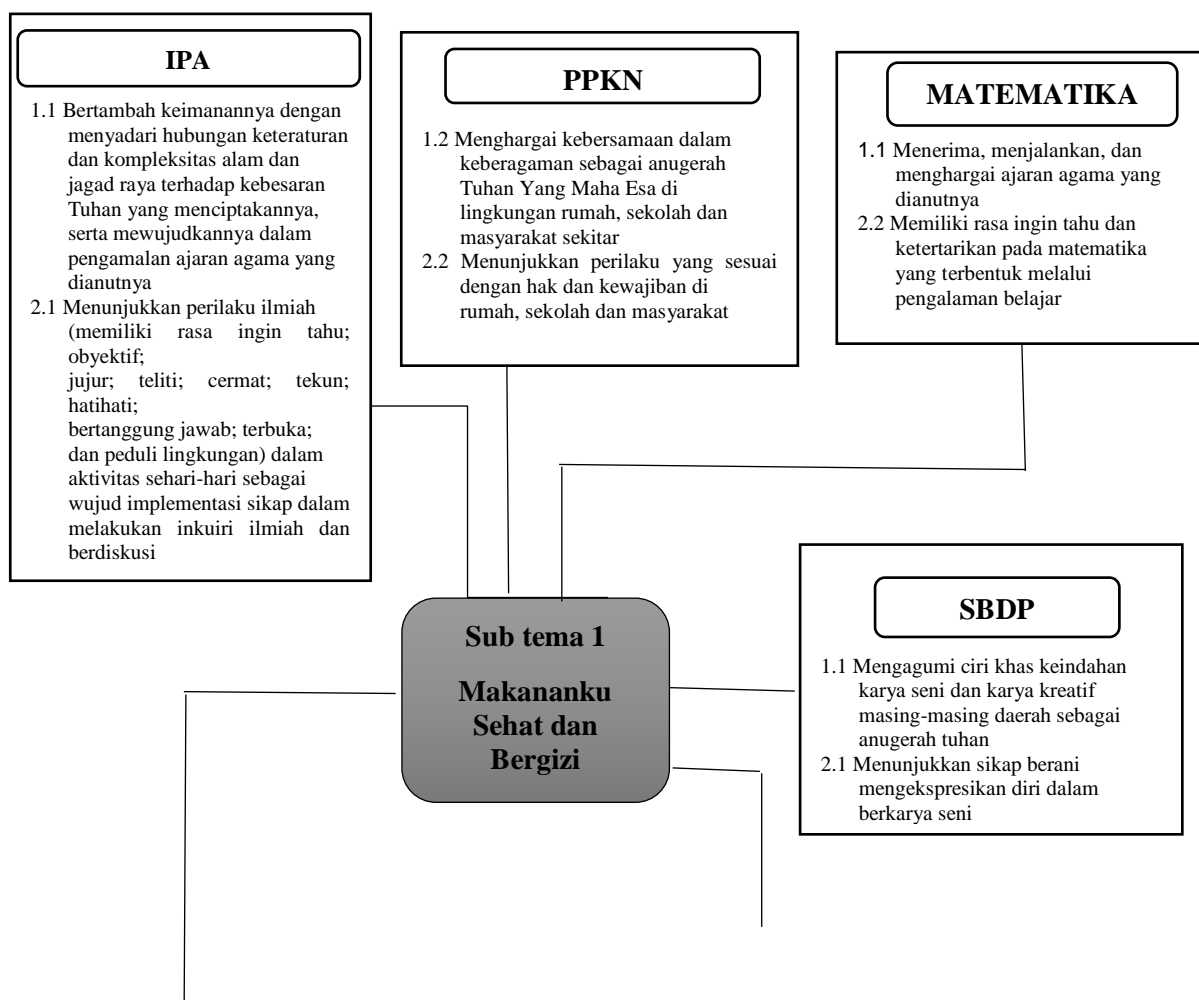 IPA
1.1 Bertambah keimanannya dengan
menyadari hubungan keteraturan
dan kompleksitas alam dan
jagad raya terhadap kebesaran
Tuhan yang menciptakannya,
serta mewujudkannya dalam
pengamalan ajaran agama yang
dianutnya
2.1 Menunjukkan perilaku ilmiah
(memiliki rasa ingin tahu;
obyektif;
jujur; teliti; cermat; tekun;
hatihati;
bertanggung jawab; terbuka;
dan peduli lingkungan) dalam
aktivitas sehari-hari sebagai
wujud implementasi sikap dalam
melakukan inkuiri ilmiah dan
berdiskusi
PPKN
1.2 Menghargai kebersamaan dalam
keberagaman sebagai anugerah
Tuhan Yang Maha Esa di
lingkungan rumah, sekolah dan
masyarakat sekitar
2.2 Menunjukkan perilaku yang sesuai
dengan hak dan kewajiban di
rumah, sekolah dan masyarakat
MATEMATIKA
1.1 Menerima, menjalankan, dan
menghargai ajaran agama yang
dianutnya
2.2 Memiliki rasa ingin tahu dan
ketertarikan pada matematika
yang terbentuk melalui
pengalaman belajar
Sub tema 1
Makananku
Sehat dan
Bergizi
SBDP
1.1 Mengagumi ciri khas keindahan
karya seni dan karya kreatif
masing-masing daerah sebagai
anugerah tuhan
2.1 Menunjukkan sikap berani
mengekspresikan diri dalam
berkarya seni